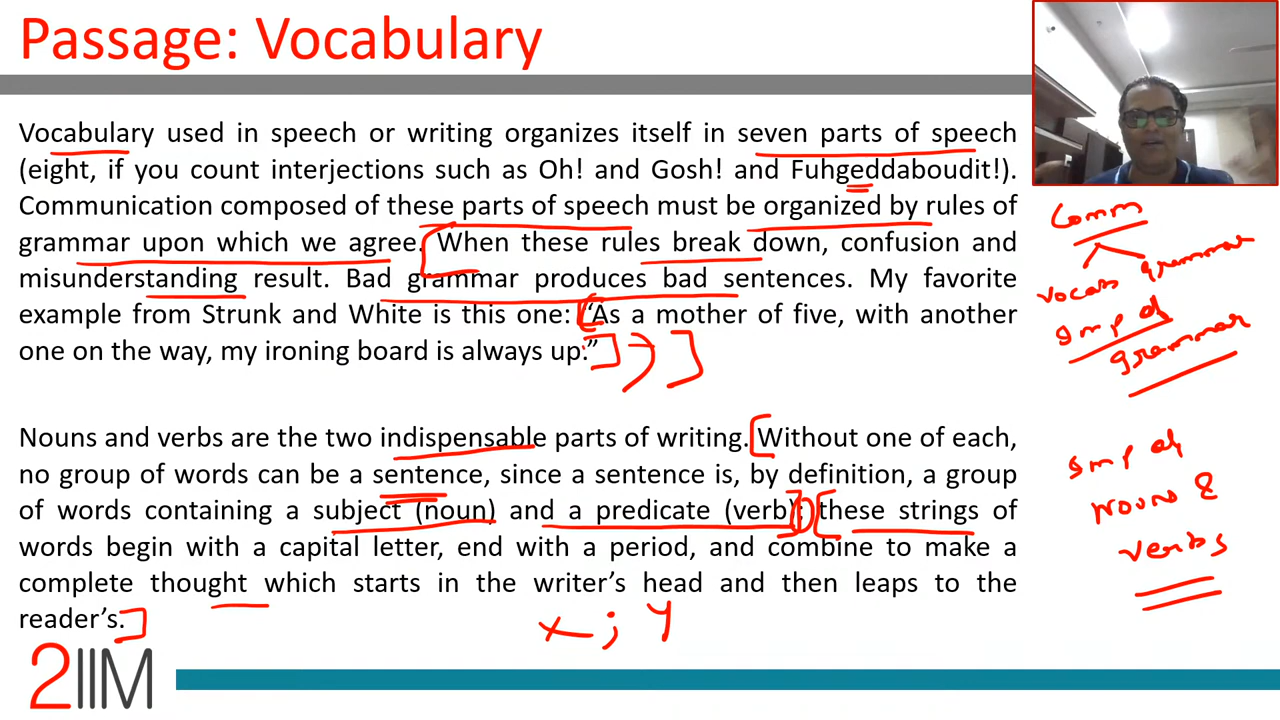 Passage: Vocabulary
Vocabulary used in speech or writing organizes itself in seven parts of speech
(eight, if you count interjections such as Oh! and Gosh! and Fuhgeddaboudit!).
Communication composed of these parts of speech must be organized by rules of
grammar upon which we agree. When these rules break down, confusion and
misunderstanding result. Bad grammar produces bad sentences. My favorite
example from Strunk and White is this one: “As a mother of five, with another
one on the way, my ironing board is always up.”
Nouns and verbs are the two indispensable parts of writing. Without one of each,
no group of words can be a sentence, since a sentence is, by definition, a group
of words containing a subject (noun) and a predicate (verb); these strings of
words begin with a capital letter, end with a period, and combine to make a
complete thought which starts in the writer’s head and then leaps to the
reader’s.
x ; y
Comm
vocab grammar
Imp of
grammar
Imp of
nouns &
verbs
2IIM